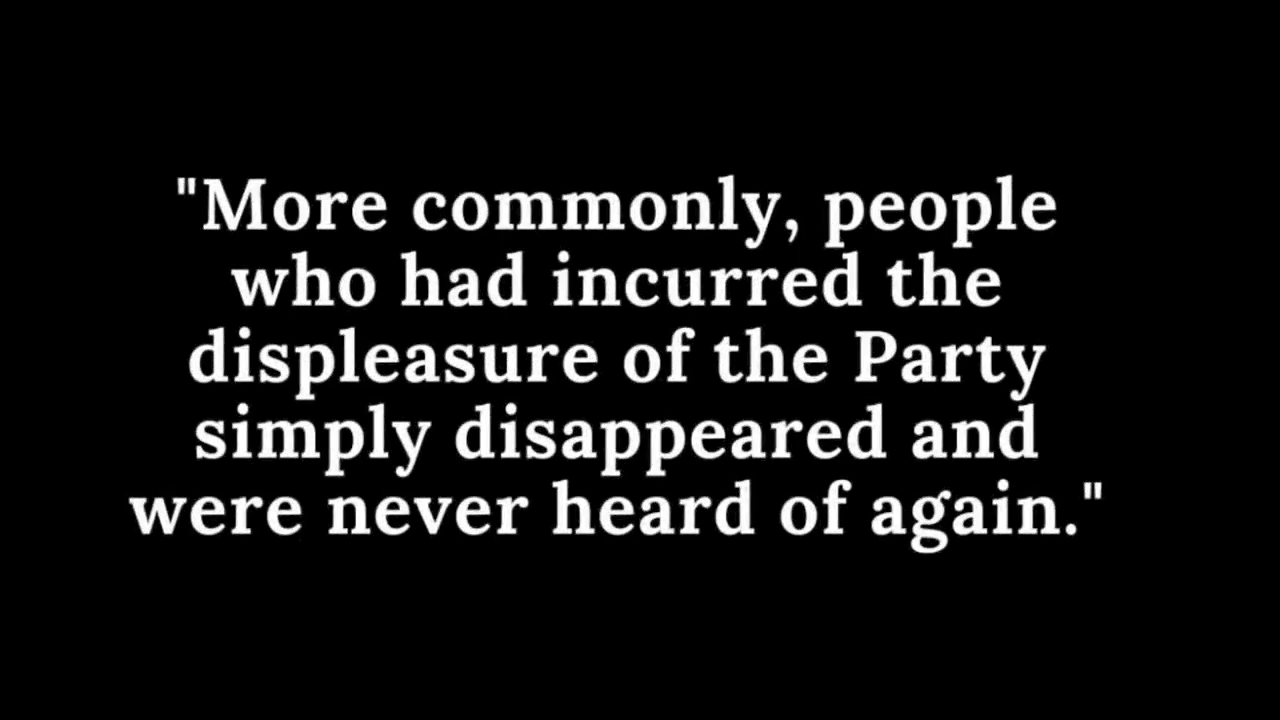 "More commonly, people
who had incurred the
displeasure of the Party
simply disappeared and
were never heard of again."